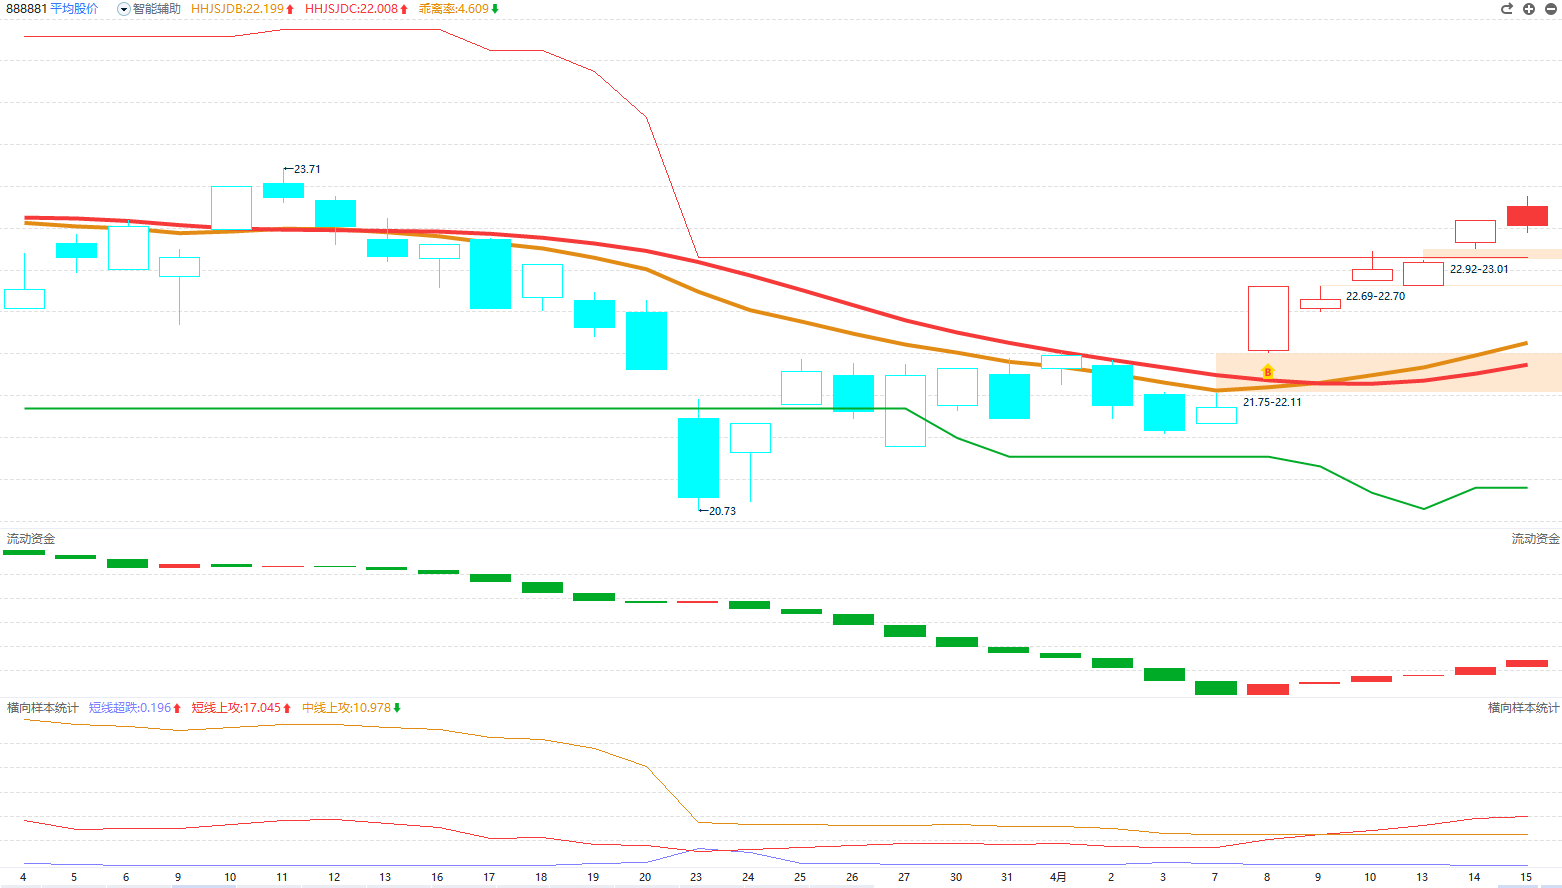 888881 平均股价 智能辅助 HHJSJDB:22.199 HHJSJDC:22.008 乖离率:4.609
←23.71
22.92-23.01
22.69-22.70
B
21.75-22.11
←20.73
流动资金 流动资金
横向样本统计 短线超跌:0.196 短线上攻:17.045 中线上攻:10.978 横向样本统计
4 5 6 9 10 11 12 13 16 17 18 19 20 23 24 25 26 27 30 31 4月 2 3 7 8 9 10 13 14 15